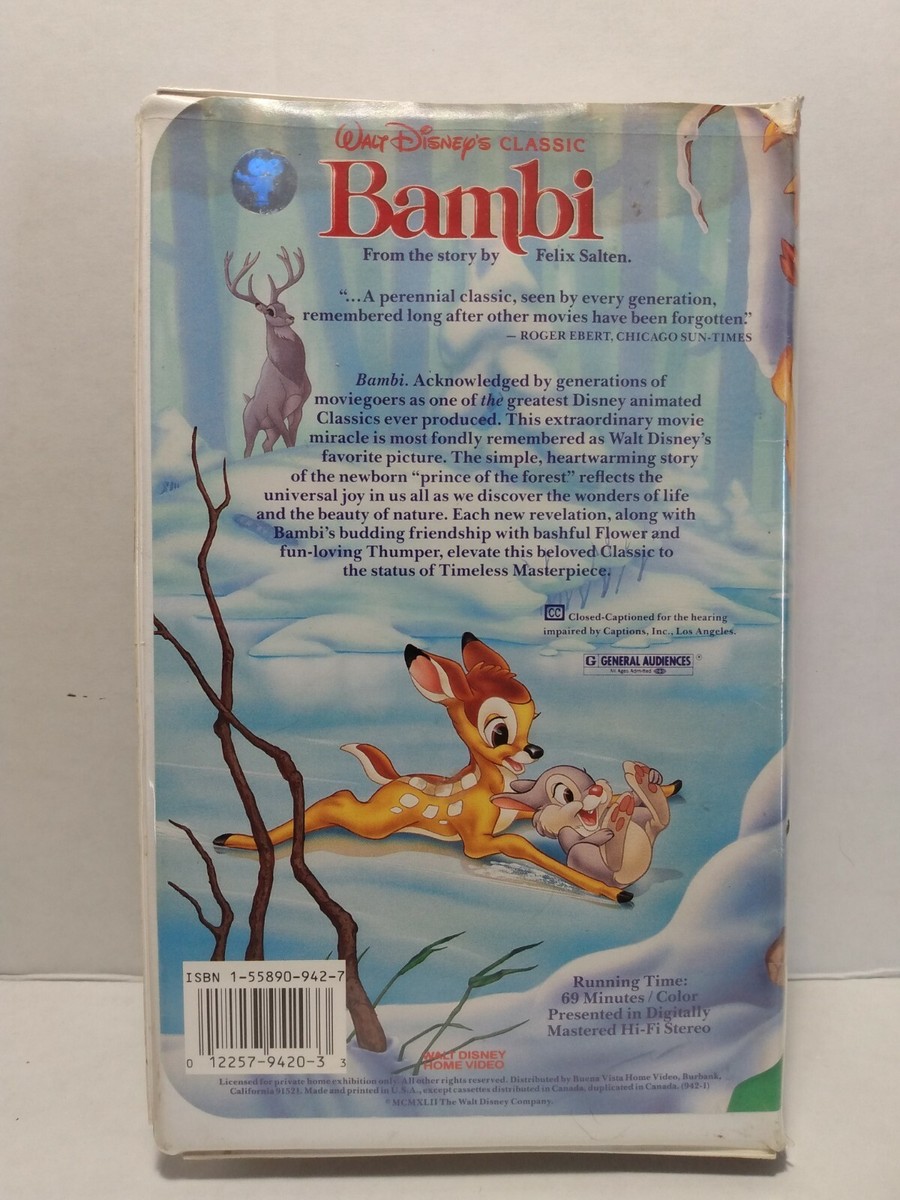 WALT DISNEY'S CLASSIC
Bambi
From the story by Felix Salten.
“...A perennial classic, seen by every generation,
remembered long after other movies have been forgotten.”
— ROGER EBERT, CHICAGO SUN-TIMES
Bambi. Acknowledged by generations of
moviegoers as one of the greatest Disney animated
Classics ever produced. This extraordinary movie
miracle is most fondly remembered as Walt Disney's
favorite picture. The simple, heartwarming story
of the newborn “prince of the forest” reflects the
universal joy in us all as we discover the wonders of life
and the beauty of nature. Each new revelation, along with
Bambi's budding friendship with bashful Flower and
fun-loving Thumper, elevate this beloved Classic to
the status of Timeless Masterpiece.
CC Closed-Captioned for the hearing
impaired by Captions, Inc., Los Angeles.
G GENERAL AUDIENCES ®
All Ages Admitted
ISBN 1-55890-942-7
0 12257-9420-3 3
Running Time:
69 Minutes / Color
Presented in Digitally
Mastered Hi-Fi Stereo
WALT DISNEY
HOME VIDEO
Licensed for private home exhibition only. All other rights reserved. Distributed by Buena Vista Home Video, Burbank,
California 91521. Made and printed in U.S.A., except cassettes distributed in Canada, duplicated in Canada. (942-1)
© MCMXLII The Walt Disney Company.